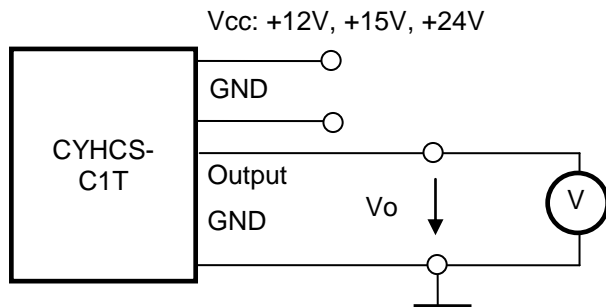 Vcc: +12V, +15V, +24V
GND
CYHCS-
C1T
Output
GND
Vo
V